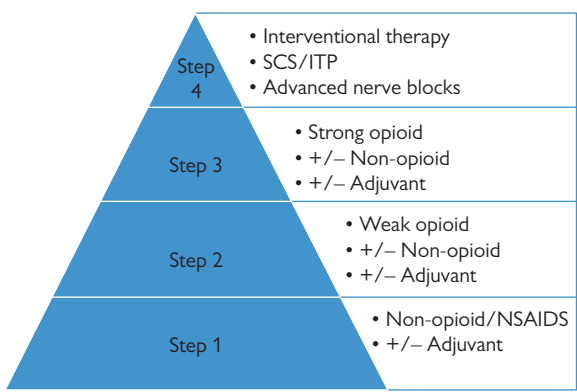 Step
4
• Interventional therapy
• SCS/ITP
• Advanced nerve blocks
Step 3
• Strong opioid
• +/– Non-opioid
• +/– Adjuvant
Step 2
• Weak opioid
• +/– Non-opioid
• +/– Adjuvant
Step 1
• Non-opioid/NSAIDS
• +/– Adjuvant